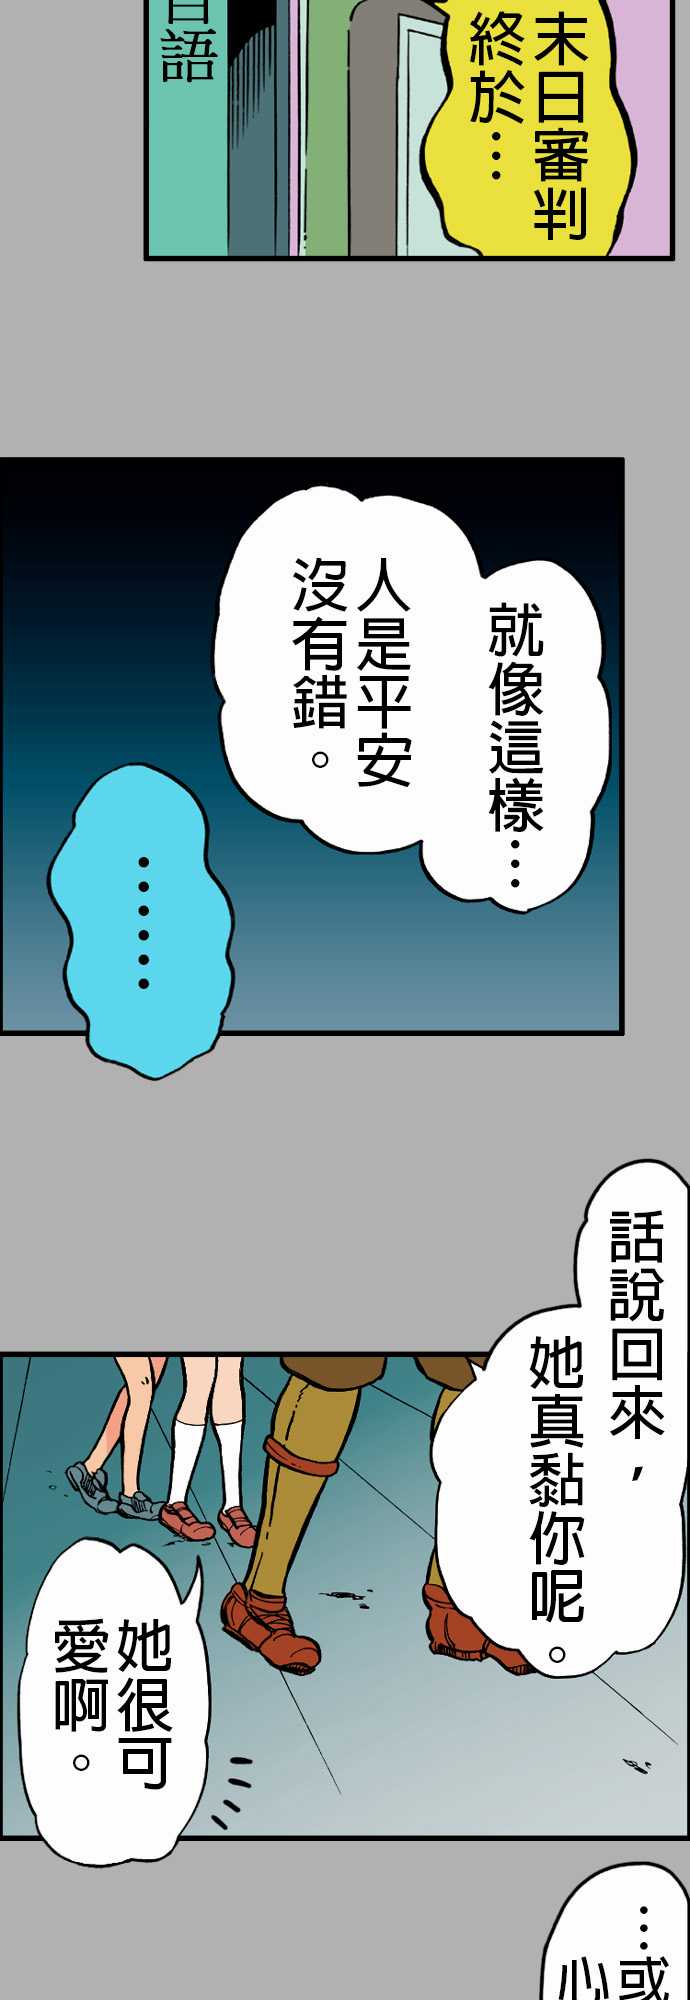 末日審判
終於…
語
就像這樣…
人是平安
沒有錯。
………
話說回來，
她真黏你呢。
她很可
愛啊。
…或
心